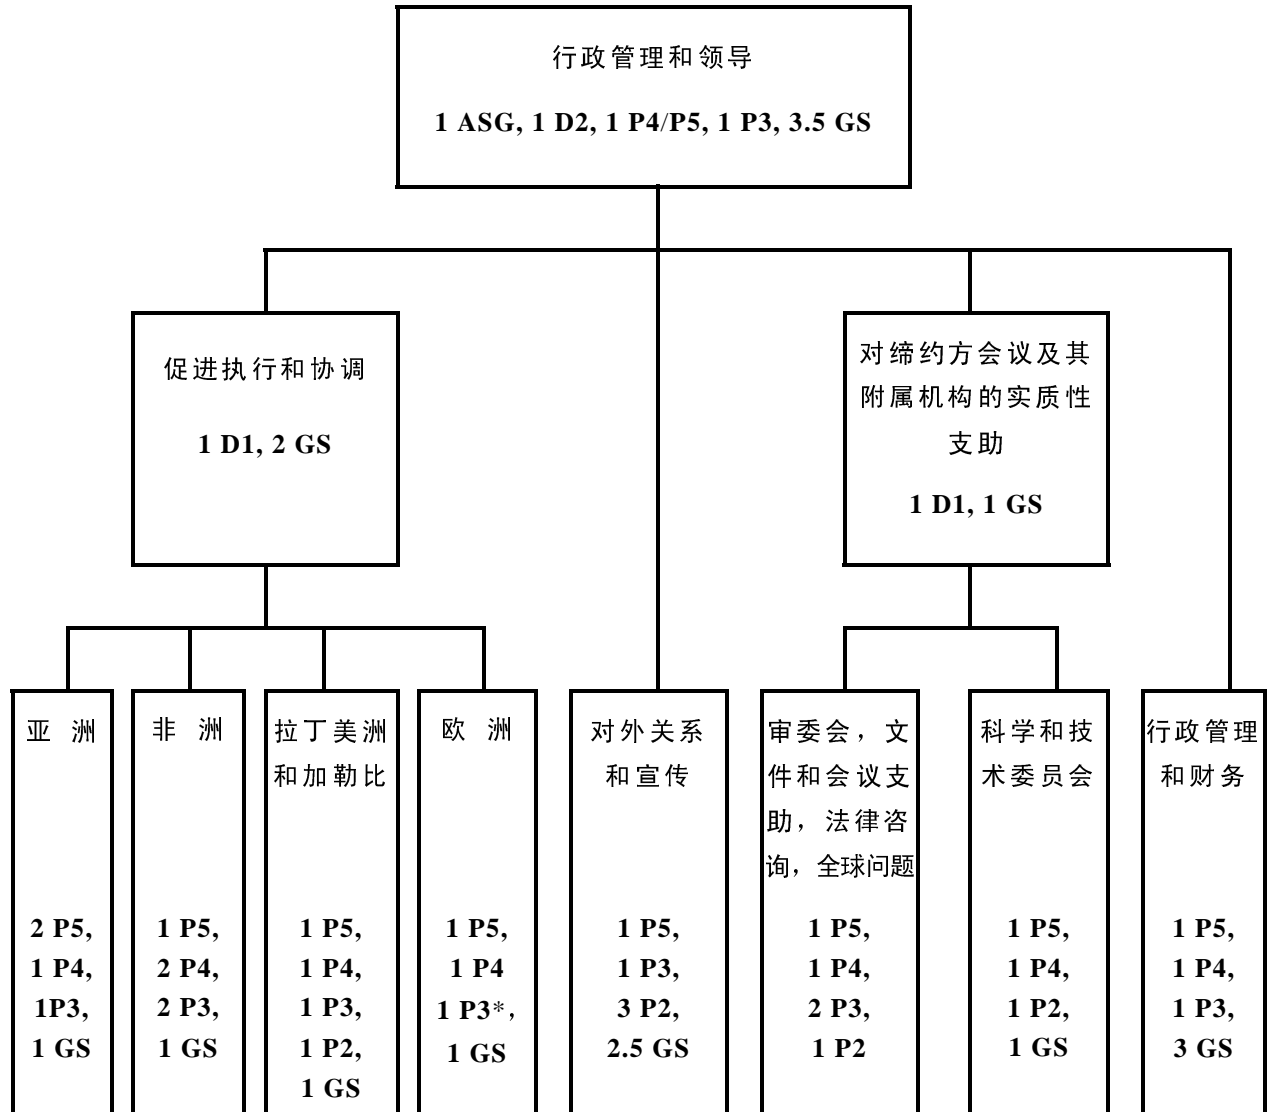 行政管理和领导
1 ASG, 1 D2, 1 P4/P5, 1 P3, 3.5 GS
促进执行和协调
1 D1, 2 GS
对缔约方会议及其
附属机构的实质性
支助
1 D1, 1 GS
亚 洲
2 P5,
1 P4,
1P3,
1 GS
非 洲
1 P5,
2 P4,
2 P3,
1 GS
拉丁美洲
和加勒比
1 P5,
1 P4,
1 P3,
1 P2,
1 GS
欧 洲
1 P5,
1 P4
1 P3*，
1 GS
对外关系
和宣传
1 P5,
1 P3,
3 P2,
2.5 GS
审委会，文
件和会议支
助，法律咨
询，全球问题
1 P5,
1 P4,
2 P3,
1 P2
科学和技
术委员会
1 P5,
1 P4,
1 P2,
1 GS
行政管理
和财务
1 P5,
1 P4,
1 P3,
3 GS